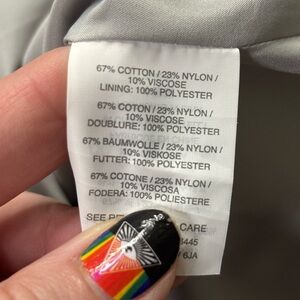 67% COTTON / 23% NYLON /
10% VISCOSE
LINING: 100% POLYESTER
67% COTON / 23% NYLON /
10% VISCOSE
DOUBLURE: 100% POLYESTER
67% BAUMWOLLE / 23% NYLON /
10% VISKOSE
FUTTER: 100% POLYESTER
67% COTONE / 23% NYLON /
10% VISCOSA
FODERA: 100% POLIESTERE
SEE CARE
445
/ 6JA